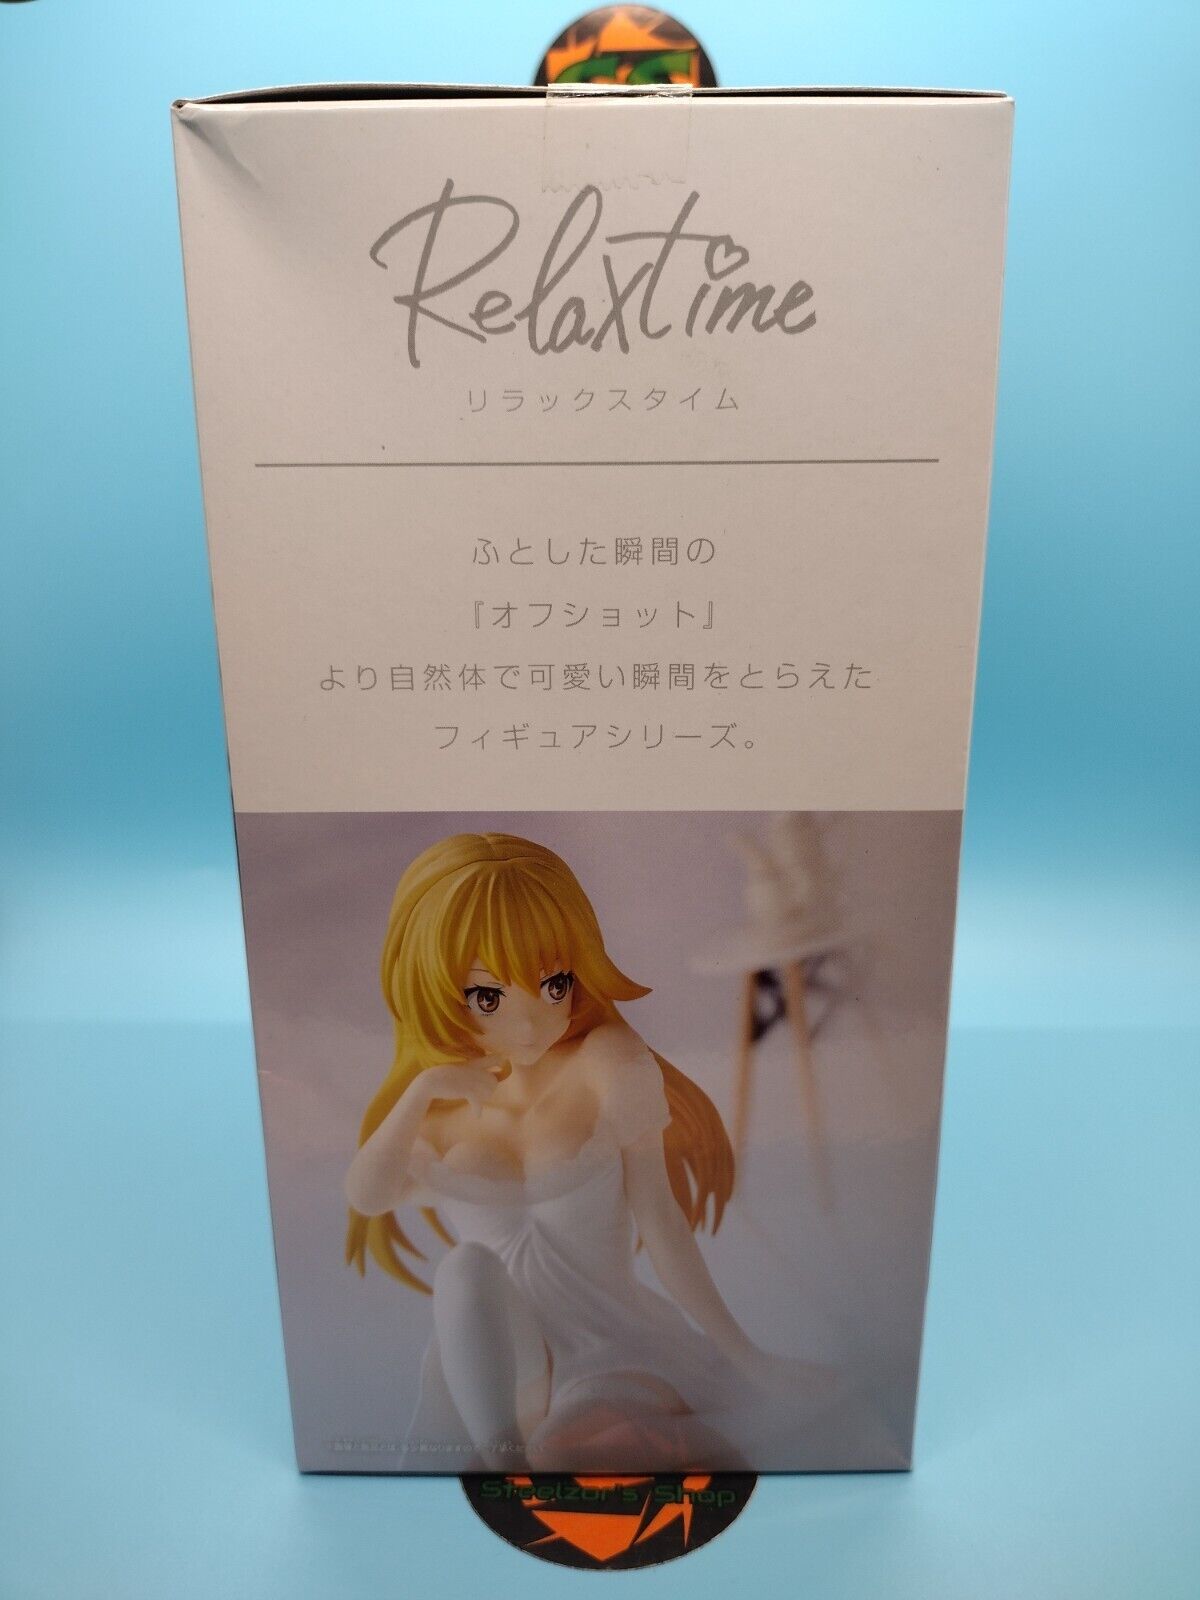 SS
Relaxtime
リラックスタイム
ふとした瞬間の
『オフショット』
より自然体で可愛い瞬間をとらえた
フィギュアシリーズ。
Steelzor's Shop